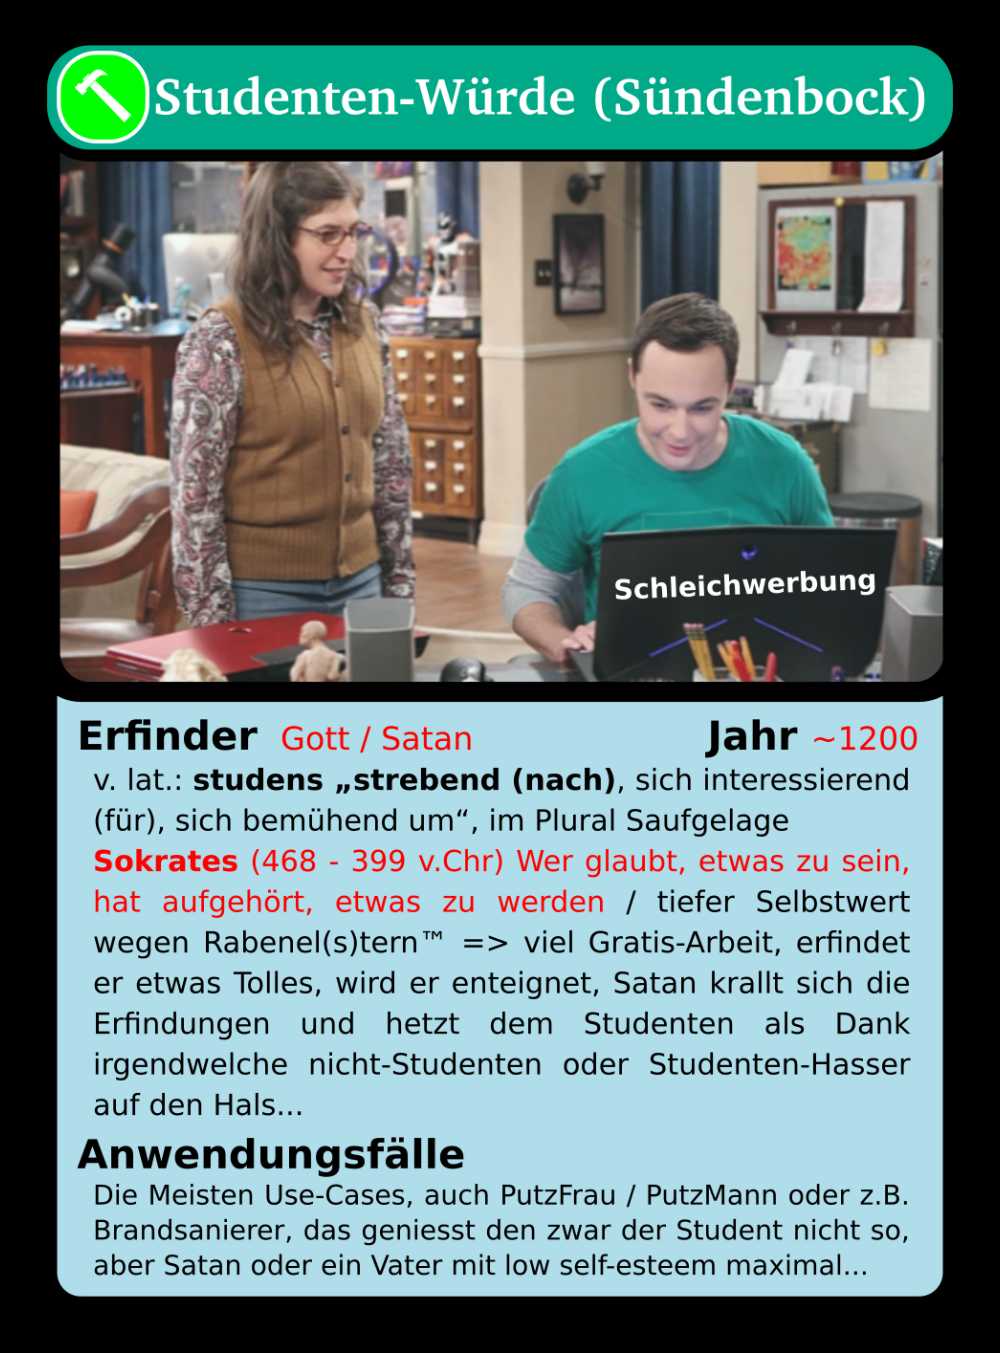 Studenten-Würde (Sündenbock)
Schleichwerbung
Erfinder Gott / Satan Jahr ~1200
v. lat.: studens „strebend (nach), sich interessierend
(für), sich bemühend um“, im Plural Saufgelage
Sokrates (468 - 399 v.Chr) Wer glaubt, etwas zu sein,
hat aufgehört, etwas zu werden / tiefer Selbstwert
wegen Rabenel(s)tern™ => viel Gratis-Arbeit, erfindet
er etwas Tolles, wird er enteignet, Satan krallt sich die
Erfindungen und hetzt dem Studenten als Dank
irgendwelche nicht-Studenten oder Studenten-Hasser
auf den Hals...
Anwendungsfälle
Die Meisten Use-Cases, auch PutzFrau / PutzMann oder z.B.
Brandsanierer, das geniesst den zwar der Student nicht so,
aber Satan oder ein Vater mit low self-esteem maximal...